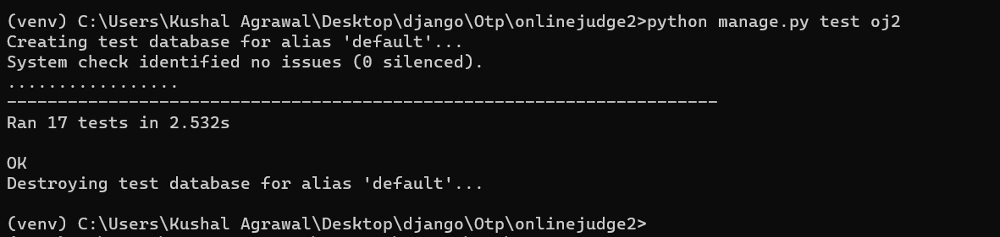 (venv) C:\Users\Kushal Agrawal\Desktop\django\Otp\onlinejudge2>python manage.py test oj2
Creating test database for alias 'default'...
System check identified no issues (0 silenced).
.................
----------------------------------------------------------------------
Ran 17 tests in 2.532s
OK
Destroying test database for alias 'default'...
(venv) C:\Users\Kushal Agrawal\Desktop\django\Otp\onlinejudge2>